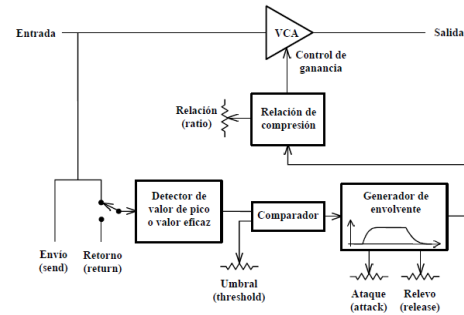 Entrada
VCA
Salida
Control de
ganancia
Relación
(ratio)
Relación de
compresión
Detector de
valor de pico
o valor eficaz
Comparador
Generador de
envolvente
Envío
(send)
Retorno
(return)
Umbral
(threshold)
Ataque
(attack)
Relevo
(release)